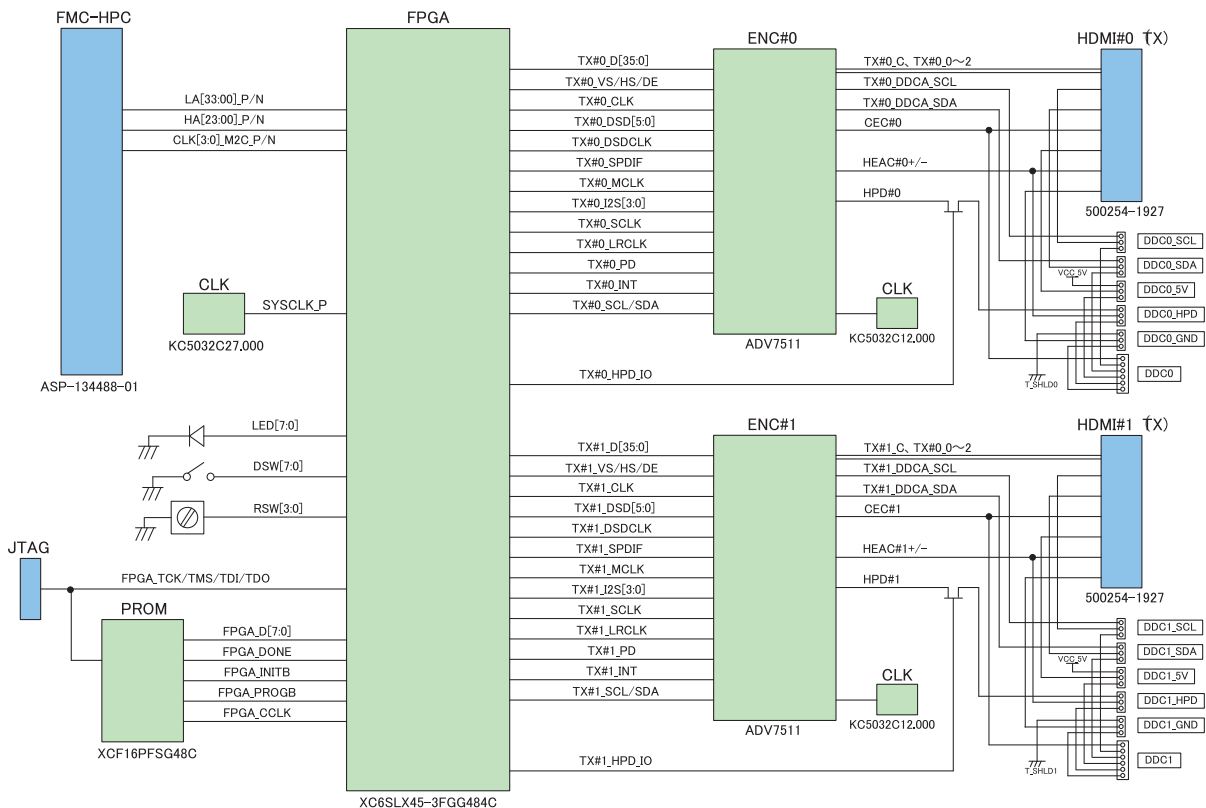 FMC-HPC
LA[33:00]_P/N
HA[23:00]_P/N
CLK[3:0]_M2C_P/N
ASP-134488-01
CLK
SYSCLK_P
KC5032C27.000
LED[7:0]
DSW[7:0]
RSW[3:0]
JTAG
FPGA_TCK/TMS/TDI/TDO
PROM
FPGA_D[7:0]
FPGA_DONE
FPGA_INITB
FPGA_PROGB
FPGA_CCLK
XCF16PFSG48C
FPGA
XC6SLX45-3FGG484C
TX#0_D[35:0]
TX#0_VS/HS/DE
TX#0_CLK
TX#0_DSD[5:0]
TX#0_DSDCLK
TX#0_SPDIF
TX#0_MCLK
TX#0_I2S[3:0]
TX#0_SCLK
TX#0_LRCLK
TX#0_PD
TX#0_INT
TX#0_SCL/SDA
TX#0_HPD_IO
ENC#0
ADV7511
TX#0_C、TX#0_0～2
TX#0_DDCA_SCL
TX#0_DDCA_SDA
CEC#0
HEAC#0+/-
HPD#0
CLK
KC5032C12.000
HDMI#0 (TX)
500254-1927
DDC0_SCL
DDC0_SDA
VCC_5V
DDC0_5V
DDC0_HPD
DDC0_GND
DDC0
T_SHLD0
TX#1_D[35:0]
TX#1_VS/HS/DE
TX#1_CLK
TX#1_DSD[5:0]
TX#1_DSDCLK
TX#1_SPDIF
TX#1_MCLK
TX#1_I2S[3:0]
TX#1_SCLK
TX#1_LRCLK
TX#1_PD
TX#1_INT
TX#1_SCL/SDA
TX#1_HPD_IO
ENC#1
ADV7511
TX#1_C、TX#0_0～2
TX#1_DDCA_SCL
TX#1_DDCA_SDA
CEC#1
HEAC#1+/-
HPD#1
CLK
KC5032C12.000
HDMI#1 (TX)
500254-1927
DDC1_SCL
DDC1_SDA
VCC_5V
DDC1_5V
DDC1_HPD
DDC1_GND
DDC1
T_SHLD1